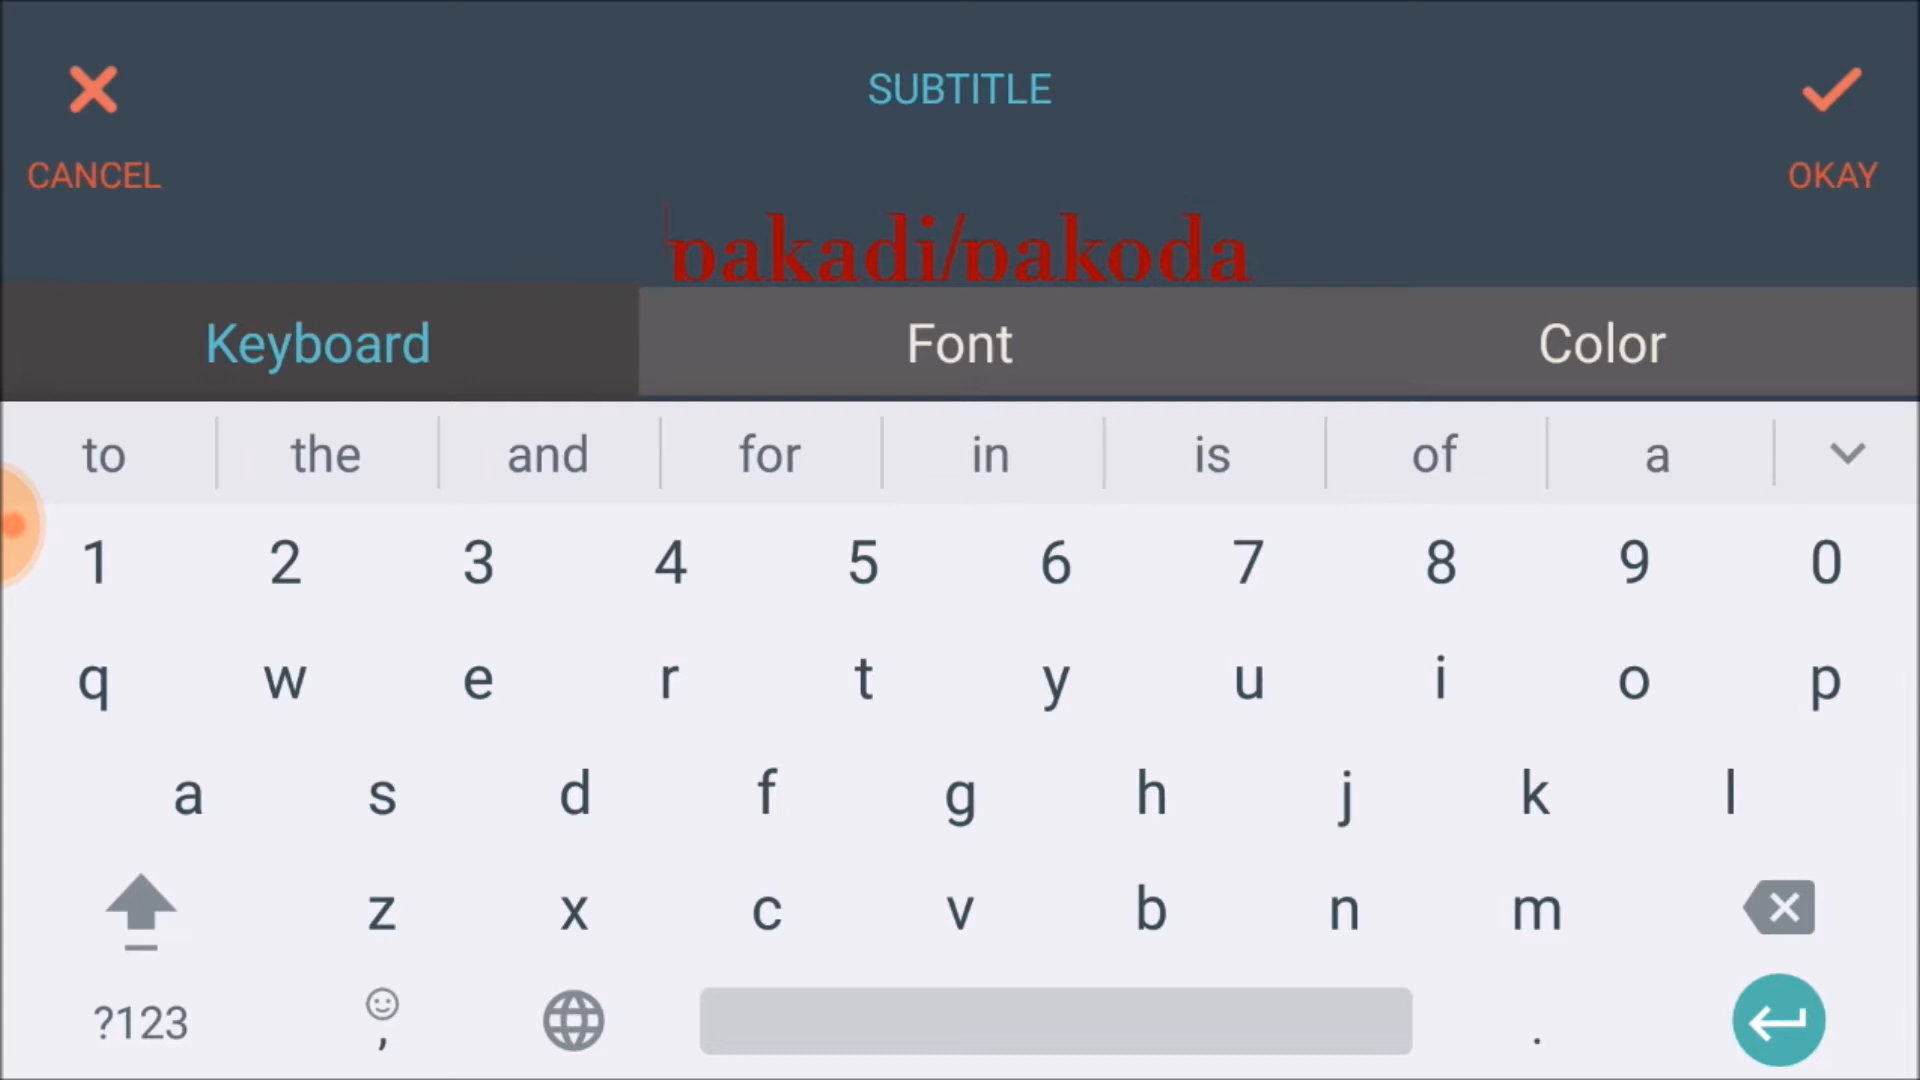 SUBTITLE
CANCEL
OKAY
pakadi/pakoda
Keyboard Font Color
to the and for in is of a
1 2 3 4 5 6 7 8 9 0
q w e r t y u i o p
a s d f g h j k l
z x c v b n m
?123 , .